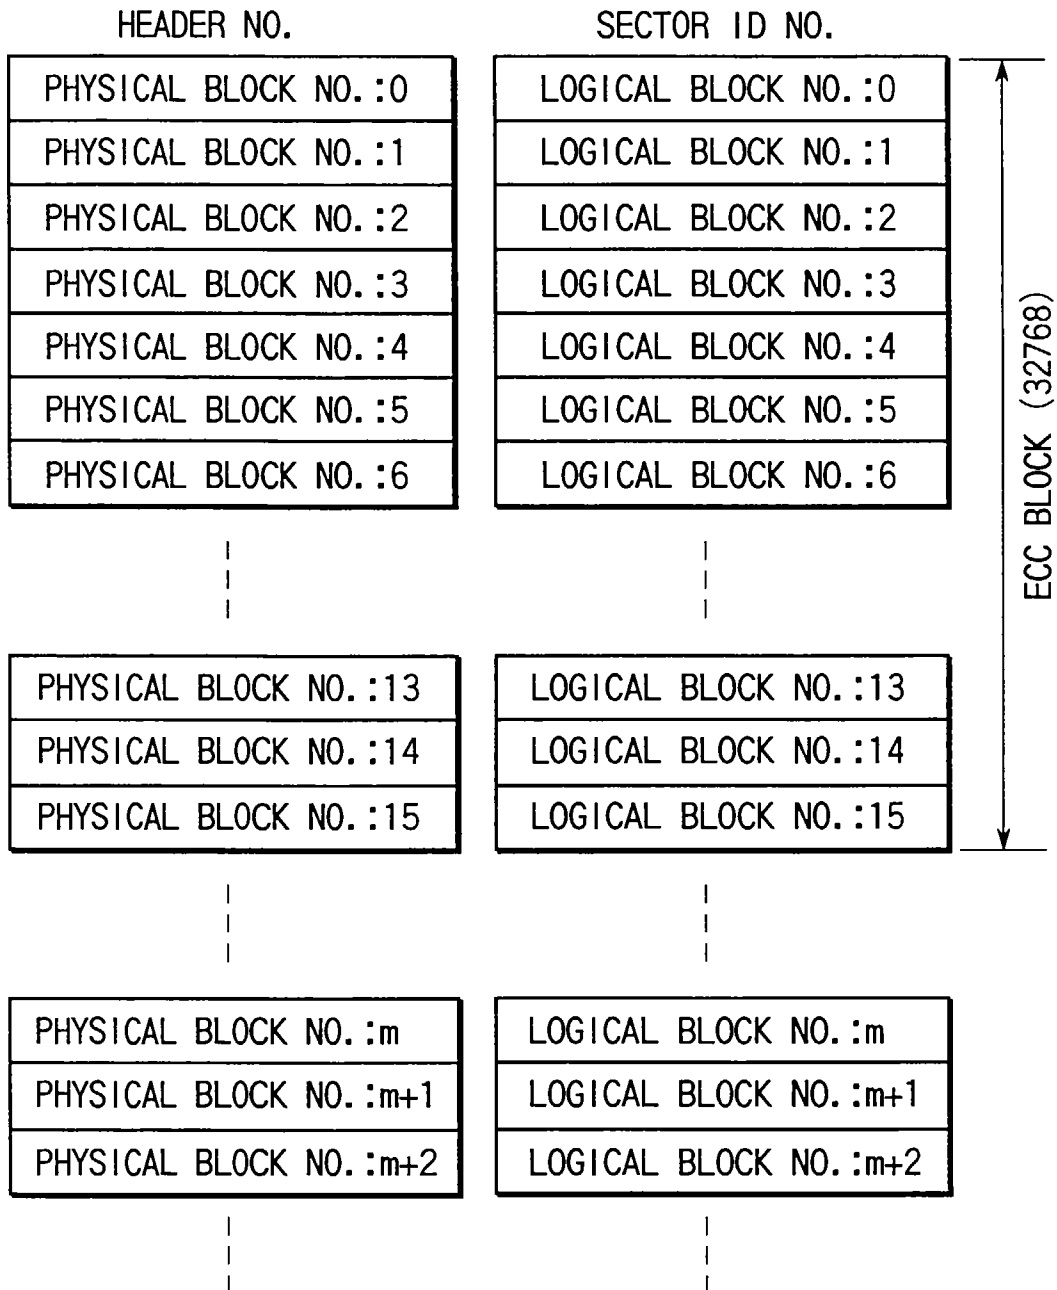 HEADER NO.
SECTOR ID NO.
PHYSICAL BLOCK NO.:0
LOGICAL BLOCK NO.:0
PHYSICAL BLOCK NO.:1
LOGICAL BLOCK NO.:1
PHYSICAL BLOCK NO.:2
LOGICAL BLOCK NO.:2
PHYSICAL BLOCK NO.:3
LOGICAL BLOCK NO.:3
PHYSICAL BLOCK NO.:4
LOGICAL BLOCK NO.:4
PHYSICAL BLOCK NO.:5
LOGICAL BLOCK NO.:5
PHYSICAL BLOCK NO.:6
LOGICAL BLOCK NO.:6
ECC BLOCK (32768)
PHYSICAL BLOCK NO.:13
LOGICAL BLOCK NO.:13
PHYSICAL BLOCK NO.:14
LOGICAL BLOCK NO.:14
PHYSICAL BLOCK NO.:15
LOGICAL BLOCK NO.:15
PHYSICAL BLOCK NO.:m
LOGICAL BLOCK NO.:m
PHYSICAL BLOCK NO.:m+1
LOGICAL BLOCK NO.:m+1
PHYSICAL BLOCK NO.:m+2
LOGICAL BLOCK NO.:m+2